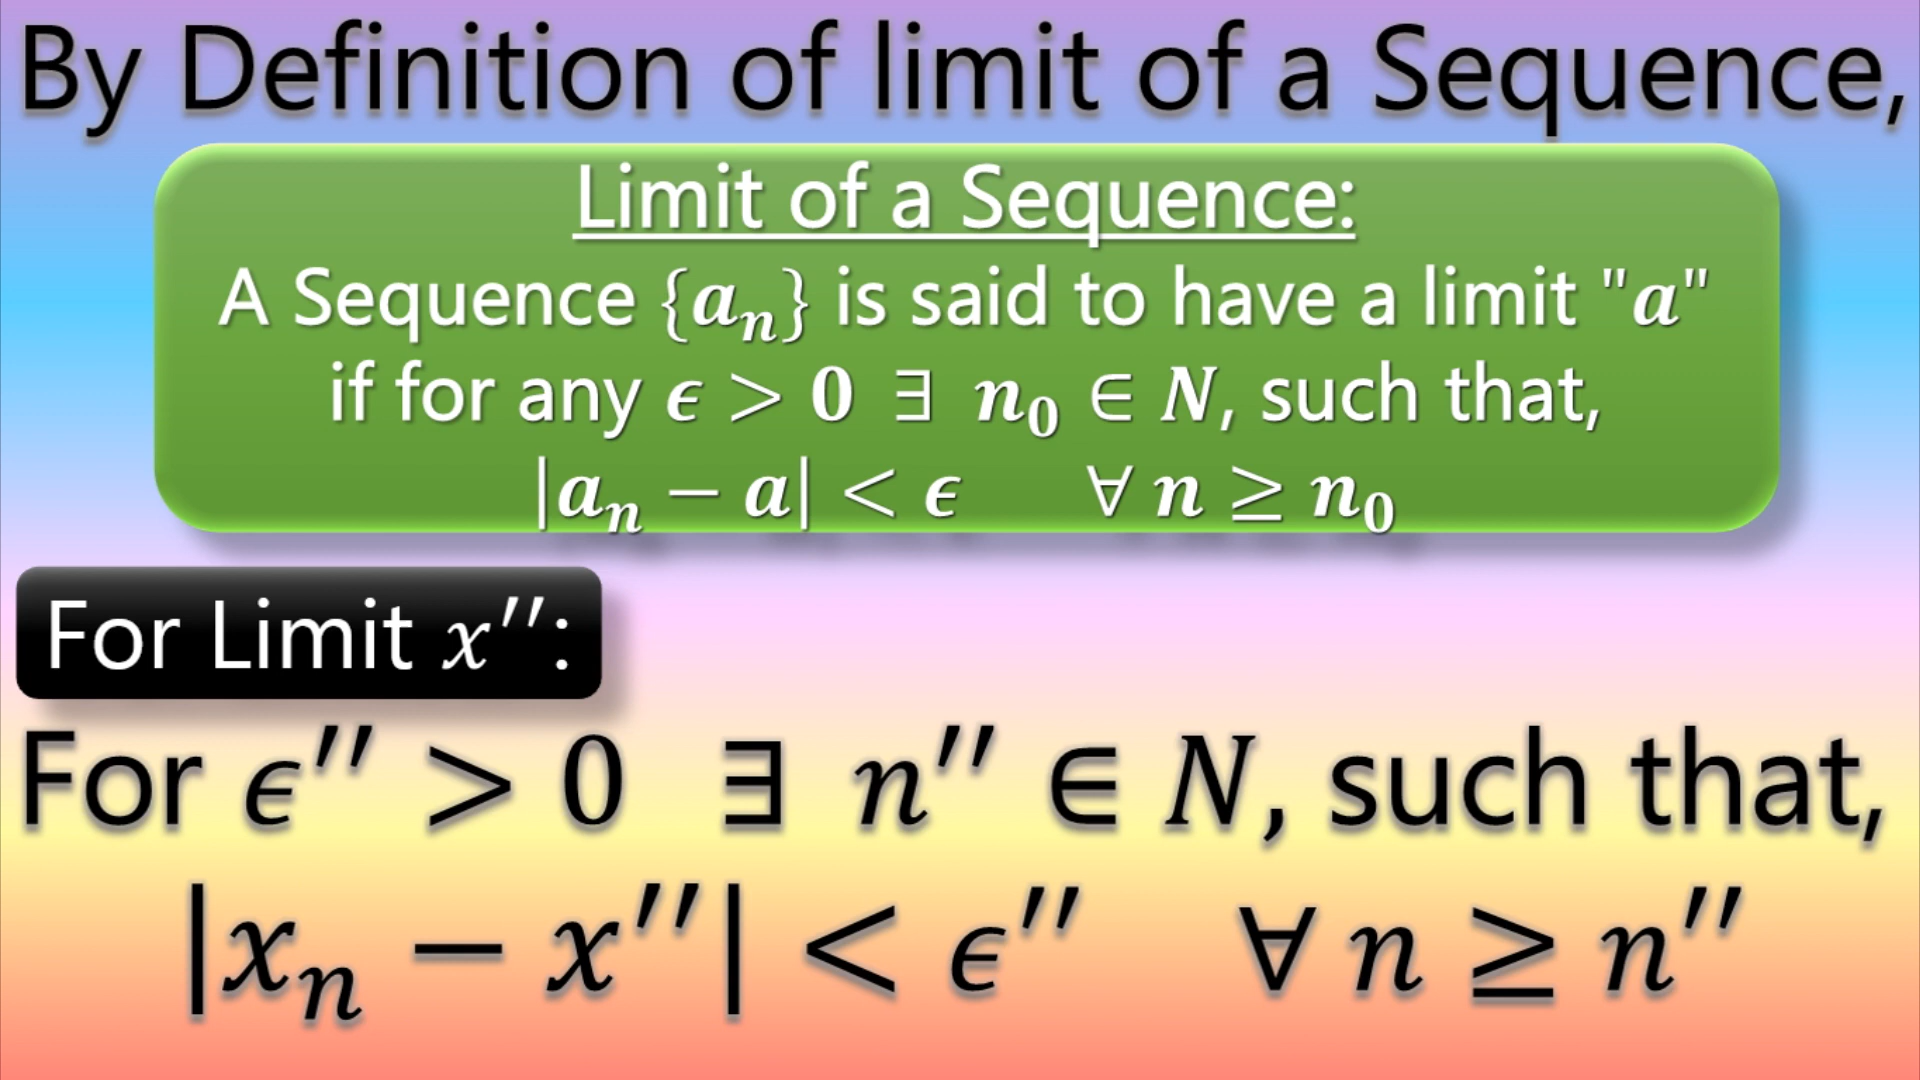 By Definition of limit of a Sequence,
Limit of a Sequence:
A Sequence {aₙ} is said to have a limit "a"
if for any ϵ > 0 ∃ n₀ ∈ N, such that,
|aₙ − a| < ϵ ∀ n ≥ n₀
For Limit x′′:
For ϵ′′ > 0 ∃ n′′ ∈ N, such that,
|xₙ − x′′| < ϵ′′ ∀ n ≥ n′′